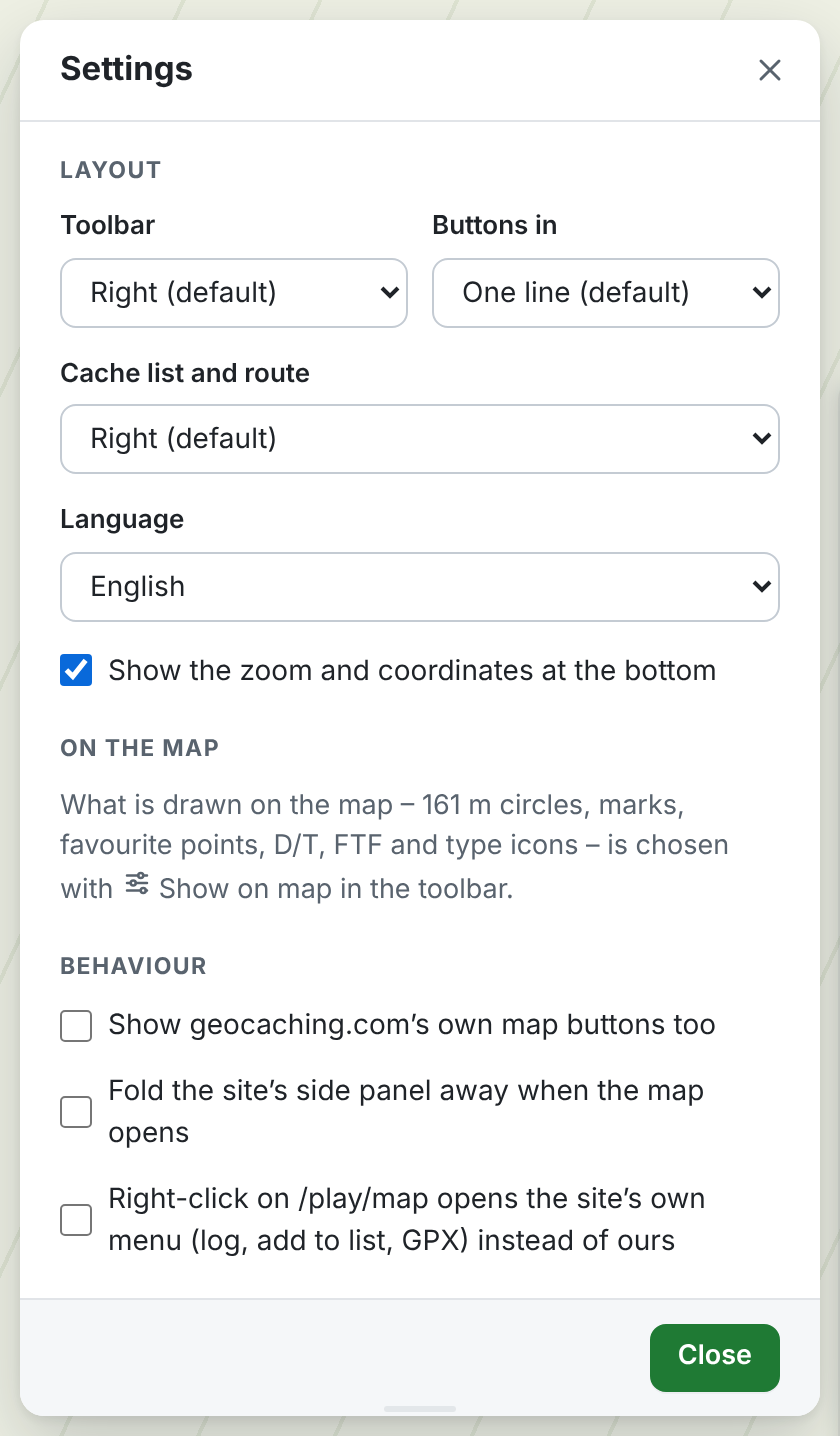 Settings
LAYOUT
Toolbar
Buttons in
Right (default)
One line (default)
Cache list and route
Right (default)
Language
English
Show the zoom and coordinates at the bottom
ON THE MAP
What is drawn on the map – 161 m circles, marks,
favourite points, D/T, FTF and type icons – is chosen
with Show on map in the toolbar.
BEHAVIOUR
Show geocaching.com’s own map buttons too
Fold the site’s side panel away when the map
opens
Right-click on /play/map opens the site’s own
menu (log, add to list, GPX) instead of ours
Close